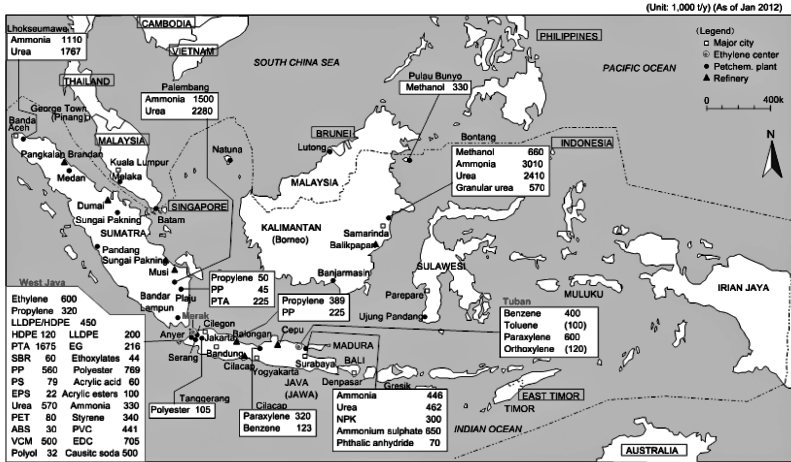 (Unit: 1,000 t/y) (As of Jan 2012)
CAMBODIA
VIETNAM
THAILAND
PHILIPPINES
SOUTH CHINA SEA
PACIFIC OCEAN
(Legend)
Major city
Ethylene center
Petchem. plant
Refinery
0 400k
N
Lhokseumawe
Ammonia 1110
Urea 1767
Palembang
Ammonia 1500
Urea 2280
Pulau Bunyo
Methanol 330
George Town
(Pinang)
Banda
Aceh
MALAYSIA
Pangkalan Brandan
Kuala Lumpur
Medan
Melaka
Natuna
BRUNEI
Lutong
Bontang
INDONESIA
Methanol 660
Ammonia 3010
Urea 2410
Granular urea 570
MALAYSIA
Dumai
SINGAPORE
Sungai Pakning
Batam
SUMATRA
Pandang
Sungai Pakning
Musi
KALIMANTAN
(Borneo)
Samarinda
Balikpapan
SULAWESI
Banjarmasin
Parepare
Ujung Pandang
MULUKU
IRIAN JAYA
Propylene 50
PP 45
PTA 225
Bandar
Lampun
Plaju
Merak
Propylene 389
PP 225
Tuban
Benzene 400
Toluene (100)
Paraxylene 600
Orthoxylene (120)
West Java
Ethylene 600
Propylene 320
LLDPE/HDPE 450
HDPE 120 LLDPE 200
PTA 1675 EG 216
SBR 60 Ethoxylates 44
PP 560 Polyester 769
PS 79 Acrylic acid 60
EPS 22 Acrylic esters 100
Urea 570 Ammonia 330
PET 80 Styrene 340
ABS 30 PVC 441
VCM 500 EDC 705
Polyol 32 Causitc soda 500
Cilegon
Anyer
Jakarta
Balongan
Cepu
MADURA
Serang
Bandung
Cilacap
Yogyakarta
Surabaya
BALI
JAVA
(JAWA)
Denpasar
Gresik
Tanggerang
Polyester 105
Cilacap
Paraxylene 320
Benzene 123
Ammonia 446
Urea 462
NPK 300
Ammonium sulphate 650
Phthalic anhydride 70
EAST TIMOR
TIMOR
INDIAN OCEAN
AUSTRALIA